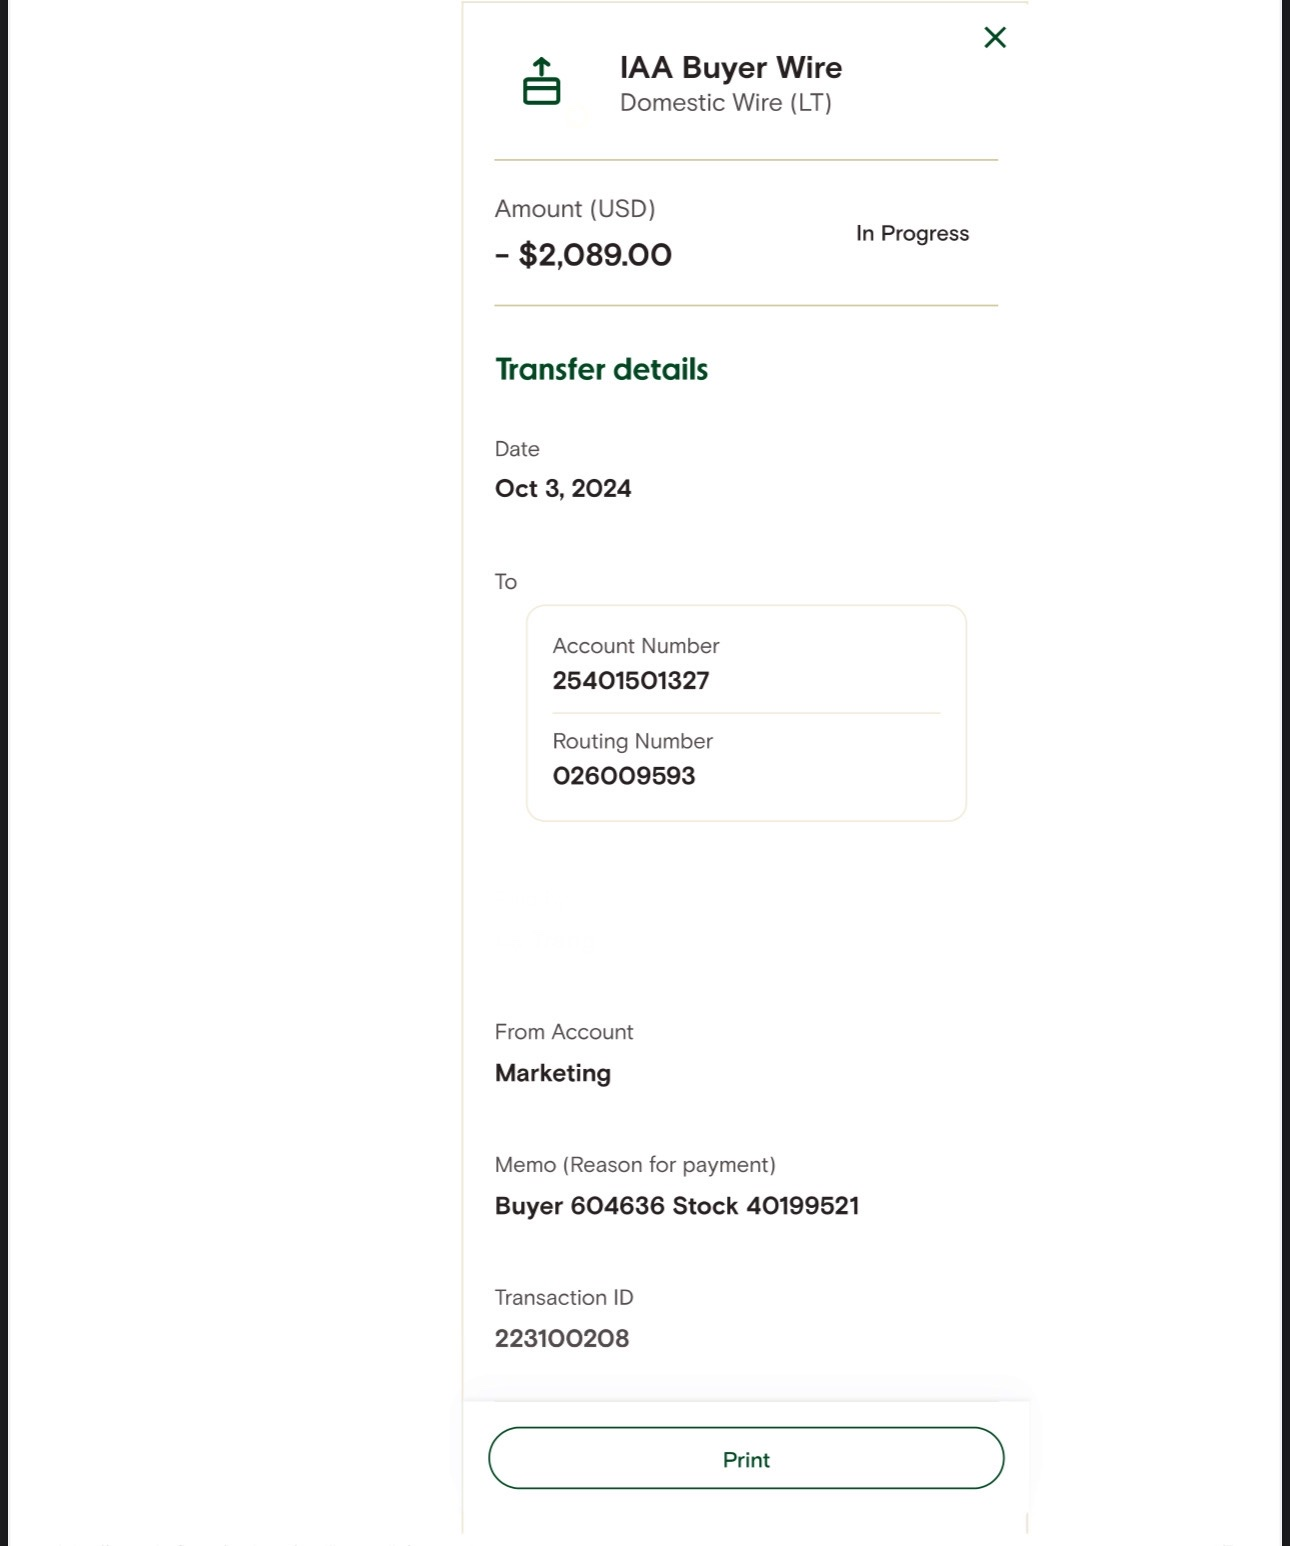 IAA Buyer Wire
Domestic Wire (LT)
Amount (USD)
- $2,089.00
In Progress
Transfer details
Date
Oct 3, 2024
To
Account Number
25401501327
Routing Number
026009593
From Account
Marketing
Memo (Reason for payment)
Buyer 604636 Stock 40199521
Transaction ID
223100208
Print